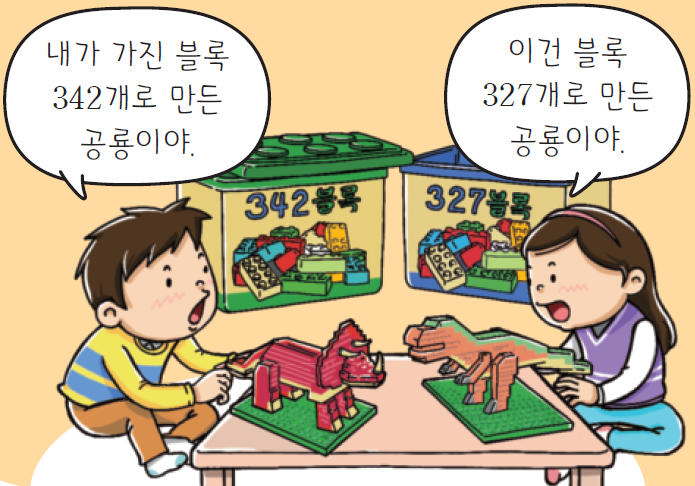 내가 가진 블록
342개로 만든
공룡이야.
이건 블록
327개로 만든
공룡이야.
342블록
327블록